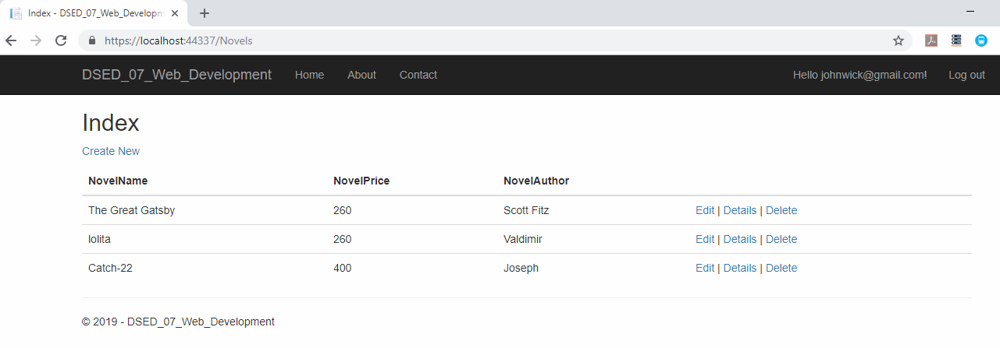 Index - DSED_07_Web_Developm
https://localhost:44337/Novels
DSED_07_Web_Development Home About Contact Hello johnwick@gmail.com! Log out
Index
Create New
NovelName NovelPrice NovelAuthor
The Great Gatsby 260 Scott Fitz Edit | Details | Delete
lolita 260 Valdimir Edit | Details | Delete
Catch-22 400 Joseph Edit | Details | Delete
© 2019 - DSED_07_Web_Development